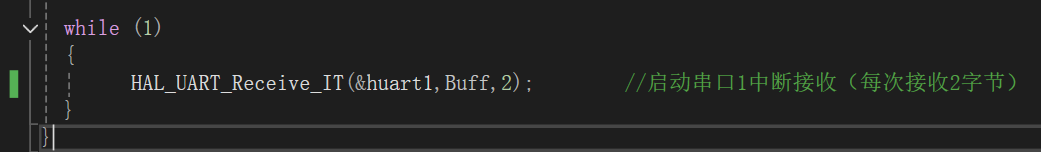 while (1)
{
HAL_UART_Receive_IT(&huart1,Buff,2); //启动串口1中断接收（每次接收2字节）
}
}